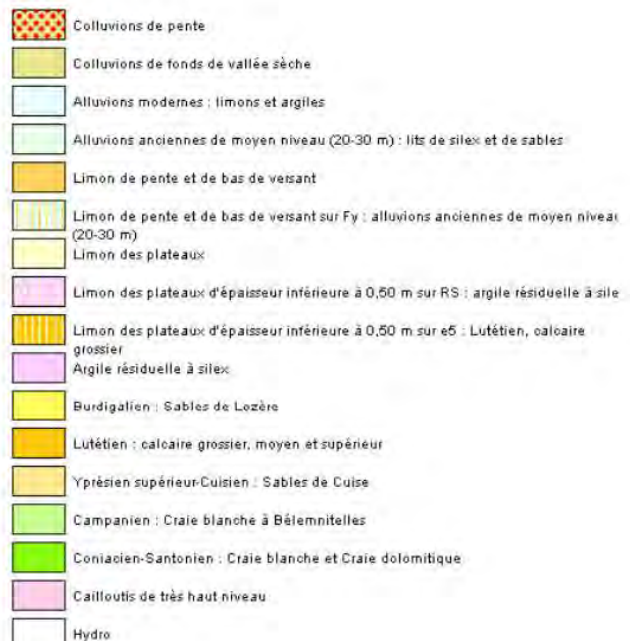 Colluvions de pente
Colluvions de fonds de vallée sèche
Alluvions modernes : limons et argiles
Alluvions anciennes de moyen niveau (20-30 m) : lits de silex et de sables
Limon de pente et de bas de versant
Limon de pente et de bas de versant sur Fy : alluvions anciennes de moyen niveau
(20-30 m)
Limon des plateaux
Limon des plateaux d'épaisseur inférieure à 0,50 m sur RS : argile résiduelle à sile
Limon des plateaux d'épaisseur inférieure à 0,50 m sur e5 : Lutétien, calcaire
grossier
Argile résiduelle à silex
Burdigalien : Sables de Lozère
Lutétien : calcaire grossier, moyen et supérieur
Yprésien supérieur-Cuisien : Sables de Cuise
Campanien : Craie blanche à Bélemnitelles
Coniacien-Santonien : Craie blanche et Craie dolomitique
Cailloutis de très haut niveau
Hydro